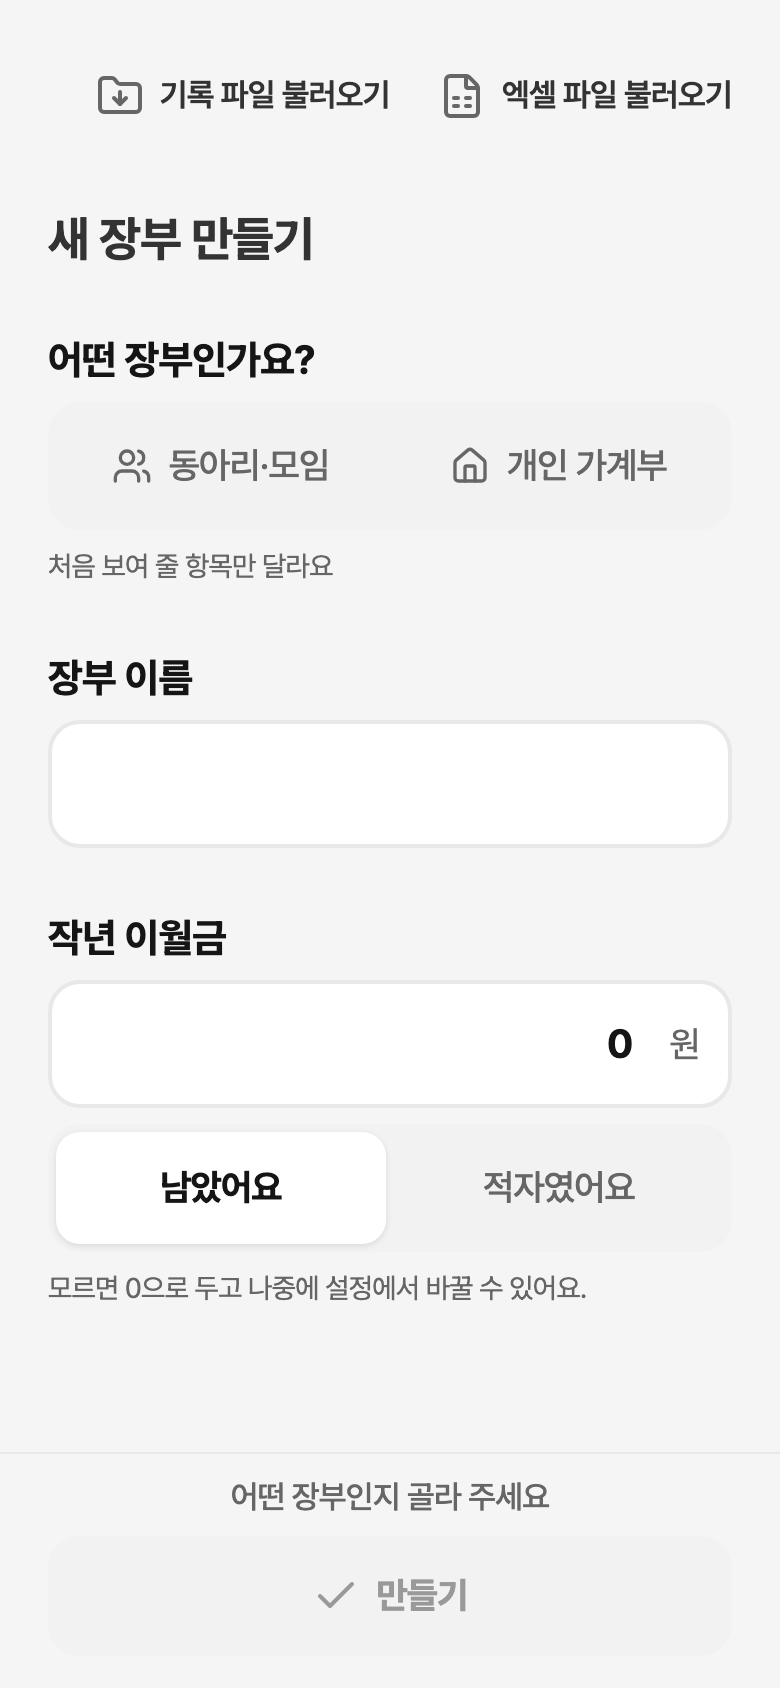 기록 파일 불러오기 엑셀 파일 불러오기
새 장부 만들기
어떤 장부인가요?
동아리·모임 개인 가계부
처음 보여 줄 항목만 달라요
장부 이름
작년 이월금
0 원
남았어요 적자였어요
모르면 0으로 두고 나중에 설정에서 바꿀 수 있어요.
어떤 장부인지 골라 주세요
만들기